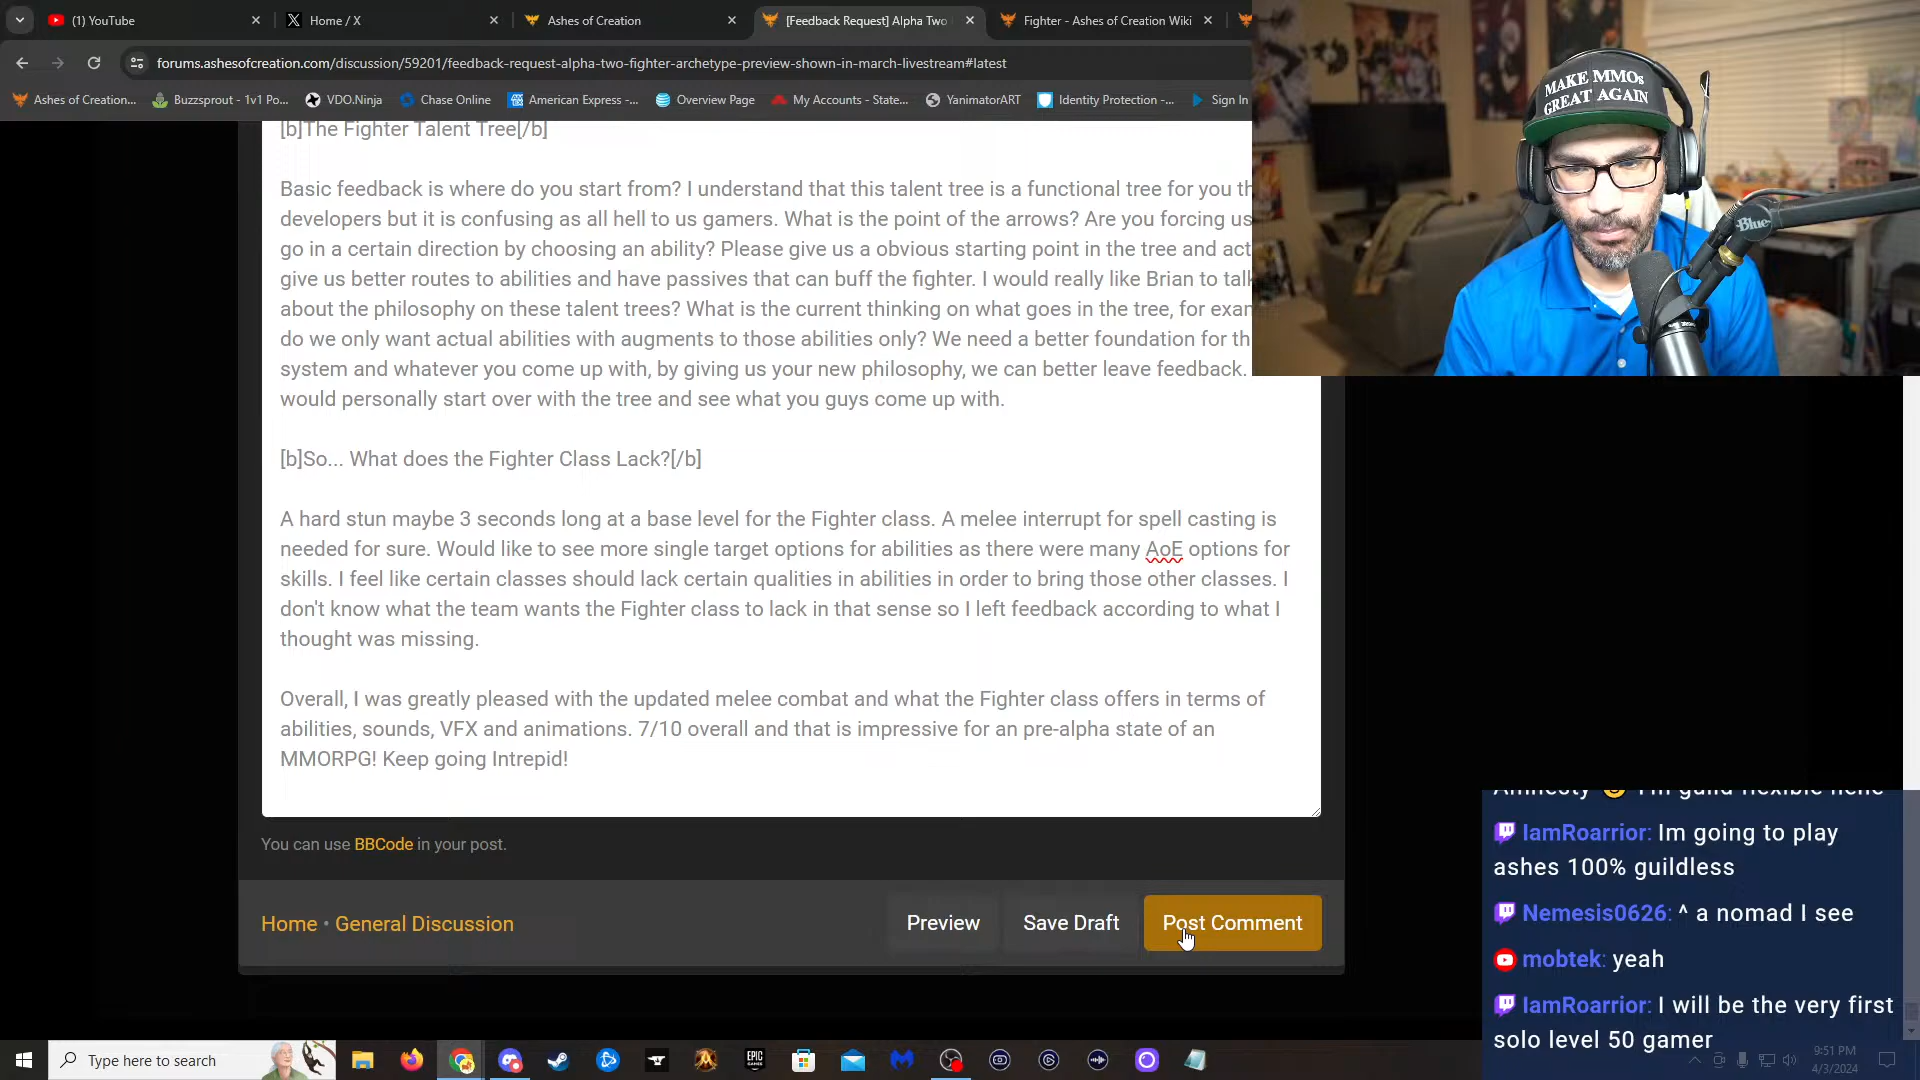 (1) YouTube
Home / X
Ashes of Creation
[Feedback Request] Alpha Two
Fighter - Ashes of Creation Wiki
forums.ashesofcreation.com/discussion/59201/feedback-request-alpha-two-fighter-archetype-preview-shown-in-march-livestream#latest
Ashes of Creation...
Buzzsprout - 1v1 Po...
VDO.Ninja
Chase Online
American Express -...
Overview Page
My Accounts - State...
YanimatorART
Identity Protection -...
Sign In
MAKE MMOs
GREAT AGAIN
Blue
[b]The Fighter Talent Tree[/b]
Basic feedback is where do you start from? I understand that this talent tree is a functional tree for you
developers but it is confusing as all hell to us gamers. What is the point of the arrows? Are you forcing us
go in a certain direction by choosing an ability? Please give us a obvious starting point in the tree and
give us better routes to abilities and have passives that can buff the fighter. I would really like Brian to
about the philosophy on these talent trees? What is the current thinking on what goes in the tree, for
do we only want actual abilities with augments to those abilities only? We need a better foundation for
system and whatever you come up with, by giving us your new philosophy, we can better leave feedback.
would personally start over with the tree and see what you guys come up with.
[b]So... What does the Fighter Class Lack?[/b]
A hard stun maybe 3 seconds long at a base level for the Fighter class. A melee interrupt for spell casting is
needed for sure. Would like to see more single target options for abilities as there were many AoE options for
skills. I feel like certain classes should lack certain qualities in abilities in order to bring those other classes. I
don't know what the team wants the Fighter class to lack in that sense so I left feedback according to what I
thought was missing.
Overall, I was greatly pleased with the updated melee combat and what the Fighter class offers in terms of
abilities, sounds, VFX and animations. 7/10 overall and that is impressive for an pre-alpha state of an
MMORPG! Keep going Intrepid!
You can use BBCode in your post.
Home • General Discussion
Preview
Save Draft
Post Comment
Amnesty I'm guild flexible hehe
IamRoarrior: Im going to play
ashes 100% guildless
Nemesis0626: ^ a nomad I see
mobtek: yeah
IamRoarrior: I will be the very first
solo level 50 gamer
Type here to search
EPIC
GAMES
9:51 PM
4/3/2024